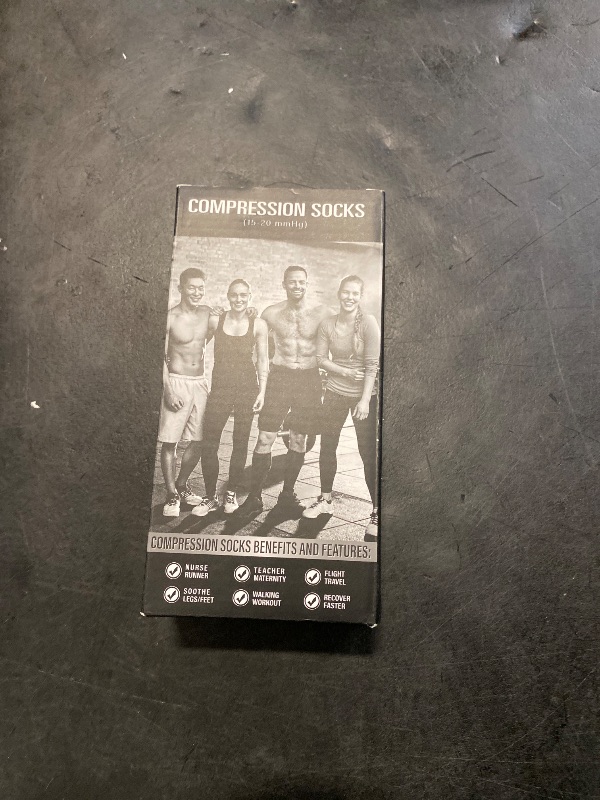 COMPRESSION SOCKS
(15-20 mmHg)
COMPRESSION SOCKS BENEFITS AND FEATURES:
NURSE
RUNNER
TEACHER
MATERNITY
FLIGHT
TRAVEL
SOOTHE
LEGS/FEET
WALKING
WORKOUT
RECOVER
FASTER